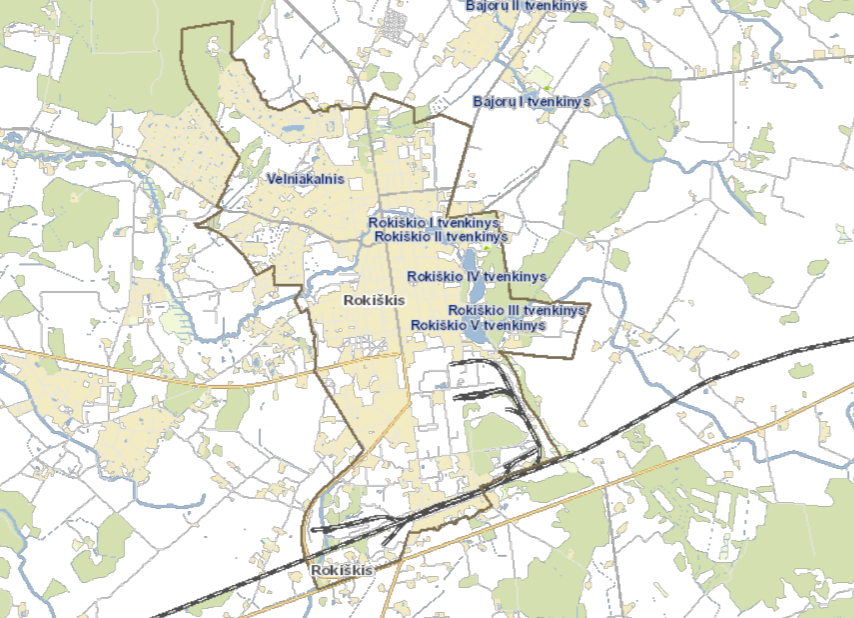 Bajorų II tvenkinys
Bajorų I tvenkinys
Velniakalnis
Rokiškio I tvenkinys
Rokiškio II tvenkinys
Rokiškio IV tvenkinys
Rokiškis
Rokiškio III tvenkinys
Rokiškio V tvenkinys
Rokiškis